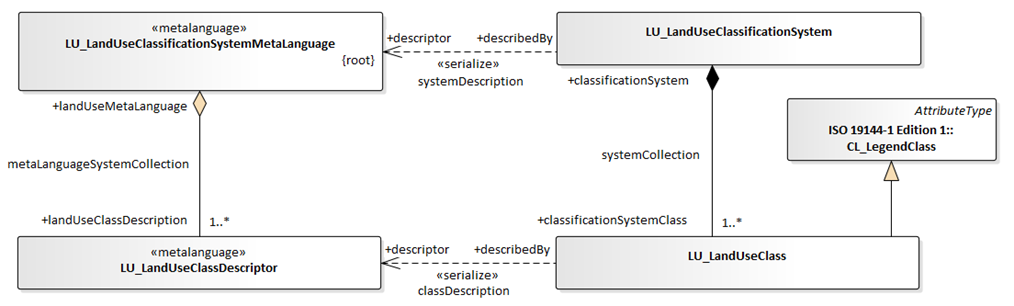 «metalanguage»
LU_LandUseClassificationSystemMetaLanguage
{root}
+descriptor
+describedBy
«serialize»
systemDescription
LU_LandUseClassificationSystem
+landUseMetaLanguage
+classificationSystem
AttributeType
ISO 19144-1 Edition 1::
CL_LegendClass
metaLanguageSystemCollection
systemCollection
+landUseClassDescription
1..*
+classificationSystemClass
1..*
«metalanguage»
LU_LandUseClassDescriptor
+descriptor
+describedBy
«serialize»
classDescription
LU_LandUseClass